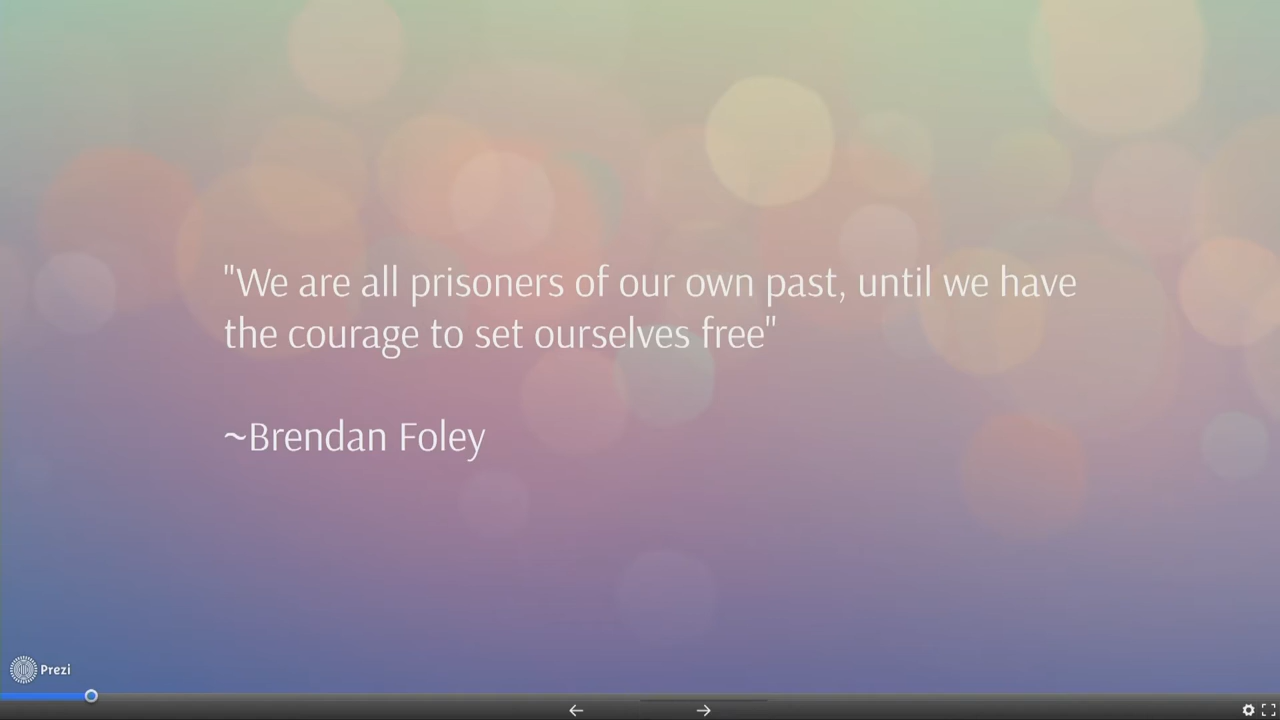 "We are all prisoners of our own past, until we have
the courage to set ourselves free"
~Brendan Foley
Prezi